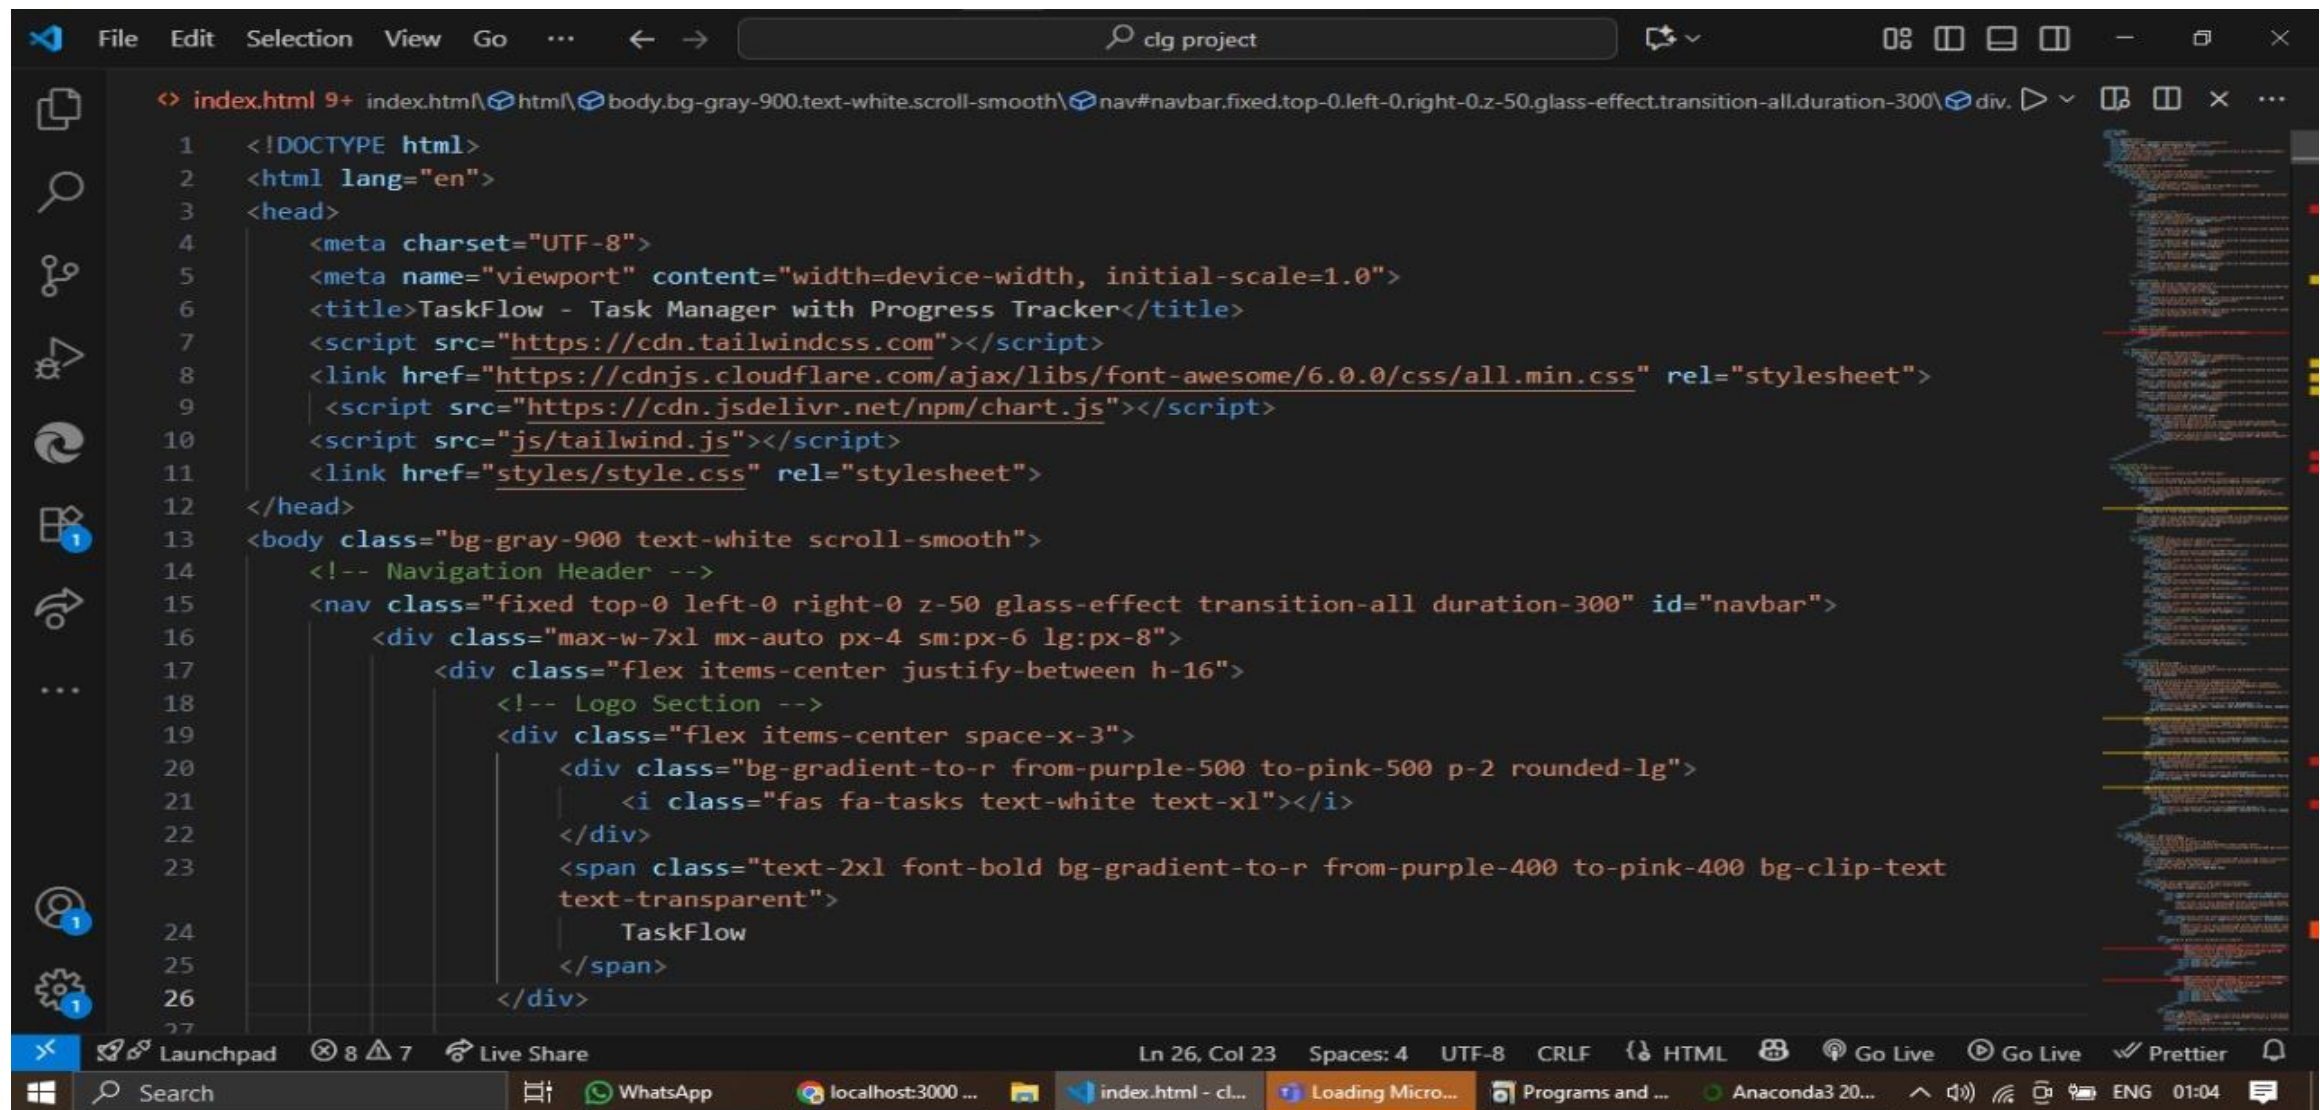 File Edit Selection View Go ··· clg project
index.html 9+ index.html\html\body.bg-gray-900.text-white.scroll-smooth\nav#navbar.fixed.top-0.left-0.right-0.z-50.glass-effect.transition-all.duration-300\div.
1 <!DOCTYPE html>
2 <html lang="en">
3 <head>
4 <meta charset="UTF-8">
5 <meta name="viewport" content="width=device-width, initial-scale=1.0">
6 <title>TaskFlow - Task Manager with Progress Tracker</title>
7 <script src="https://cdn.tailwindcss.com"></script>
8 <link href="https://cdnjs.cloudflare.com/ajax/libs/font-awesome/6.0.0/css/all.min.css" rel="stylesheet">
9 <script src="https://cdn.jsdelivr.net/npm/chart.js"></script>
10 <script src="js/tailwind.js"></script>
11 <link href="styles/style.css" rel="stylesheet">
12 </head>
13 <body class="bg-gray-900 text-white scroll-smooth">
14 <!-- Navigation Header -->
15 <nav class="fixed top-0 left-0 right-0 z-50 glass-effect transition-all duration-300" id="navbar">
16 <div class="max-w-7xl mx-auto px-4 sm:px-6 lg:px-8">
17 <div class="flex items-center justify-between h-16">
18 <!-- Logo Section -->
19 <div class="flex items-center space-x-3">
20 <div class="bg-gradient-to-r from-purple-500 to-pink-500 p-2 rounded-lg">
21 <i class="fas fa-tasks text-white text-xl"></i>
22 </div>
23 <span class="text-2xl font-bold bg-gradient-to-r from-purple-400 to-pink-400 bg-clip-text
text-transparent">
24 TaskFlow
25 </span>
26 </div>
27
Launchpad 8 7 Live Share Ln 26, Col 23 Spaces: 4 UTF-8 CRLF HTML Go Live Go Live Prettier
Search WhatsApp localhost:3000 ... index.html - cl... Loading Micro... Programs and ... Anaconda3 20... ENG 01:04